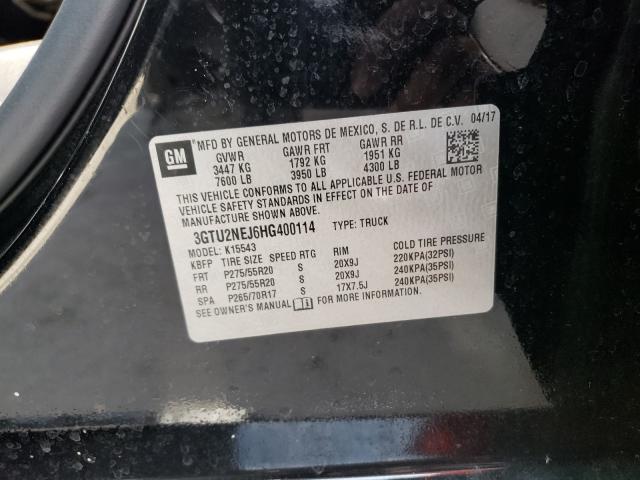 GM
MFD BY GENERAL MOTORS DE MEXICO, S. DE R.L. DE C.V. 04/17
GVWR GAWR FRT GAWR RR
3447 KG 1792 KG 1951 KG
7600 LB 3950 LB 4300 LB
THIS VEHICLE CONFORMS TO ALL APPLICABLE U.S. FEDERAL MOTOR
VEHICLE SAFETY STANDARDS IN EFFECT ON THE DATE OF
MANUFACTURE SHOWN ABOVE.
3GTU2NEJ6HG400114 TYPE: TRUCK
MODEL: K15543
KBFP TIRE SIZE SPEED RTG RIM COLD TIRE PRESSURE
FRT P275/55R20 S 20X9J 220KPA(32PSI)
RR P275/55R20 S 20X9J 240KPA(35PSI)
SPA P265/70R17 S 17X7.5J 240KPA(35PSI)
SEE OWNER'S MANUAL FOR MORE INFORMATION.